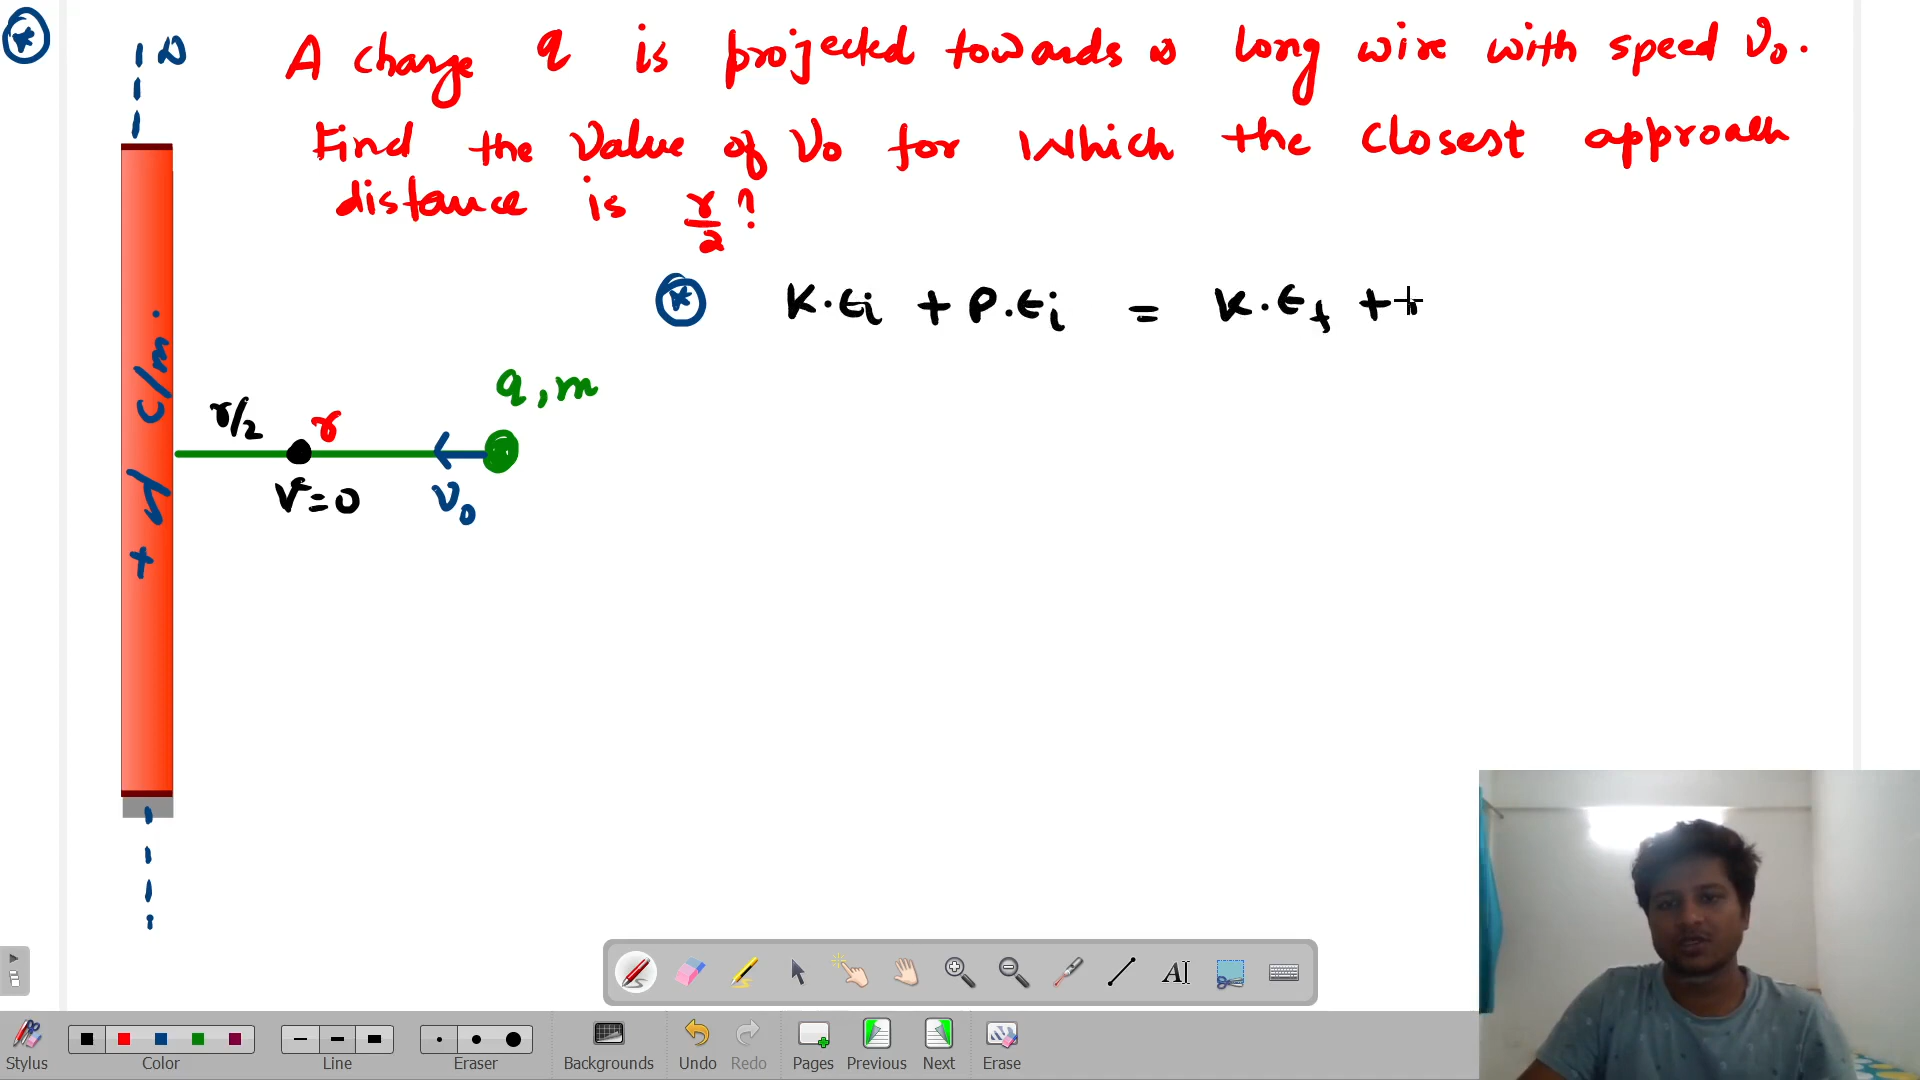 A charge q is projected towards ∞ long wire with speed v₀.
Find the value of v₀ for which the closest approach
distance is r/2?
K.Ei + P.Ei = K.Ef +
+ λ C/m.
∞
q, m
r/2
r
V=0
v₀
Stylus
Color
Line
Eraser
Backgrounds
Undo
Redo
Pages
Previous
Next
Erase